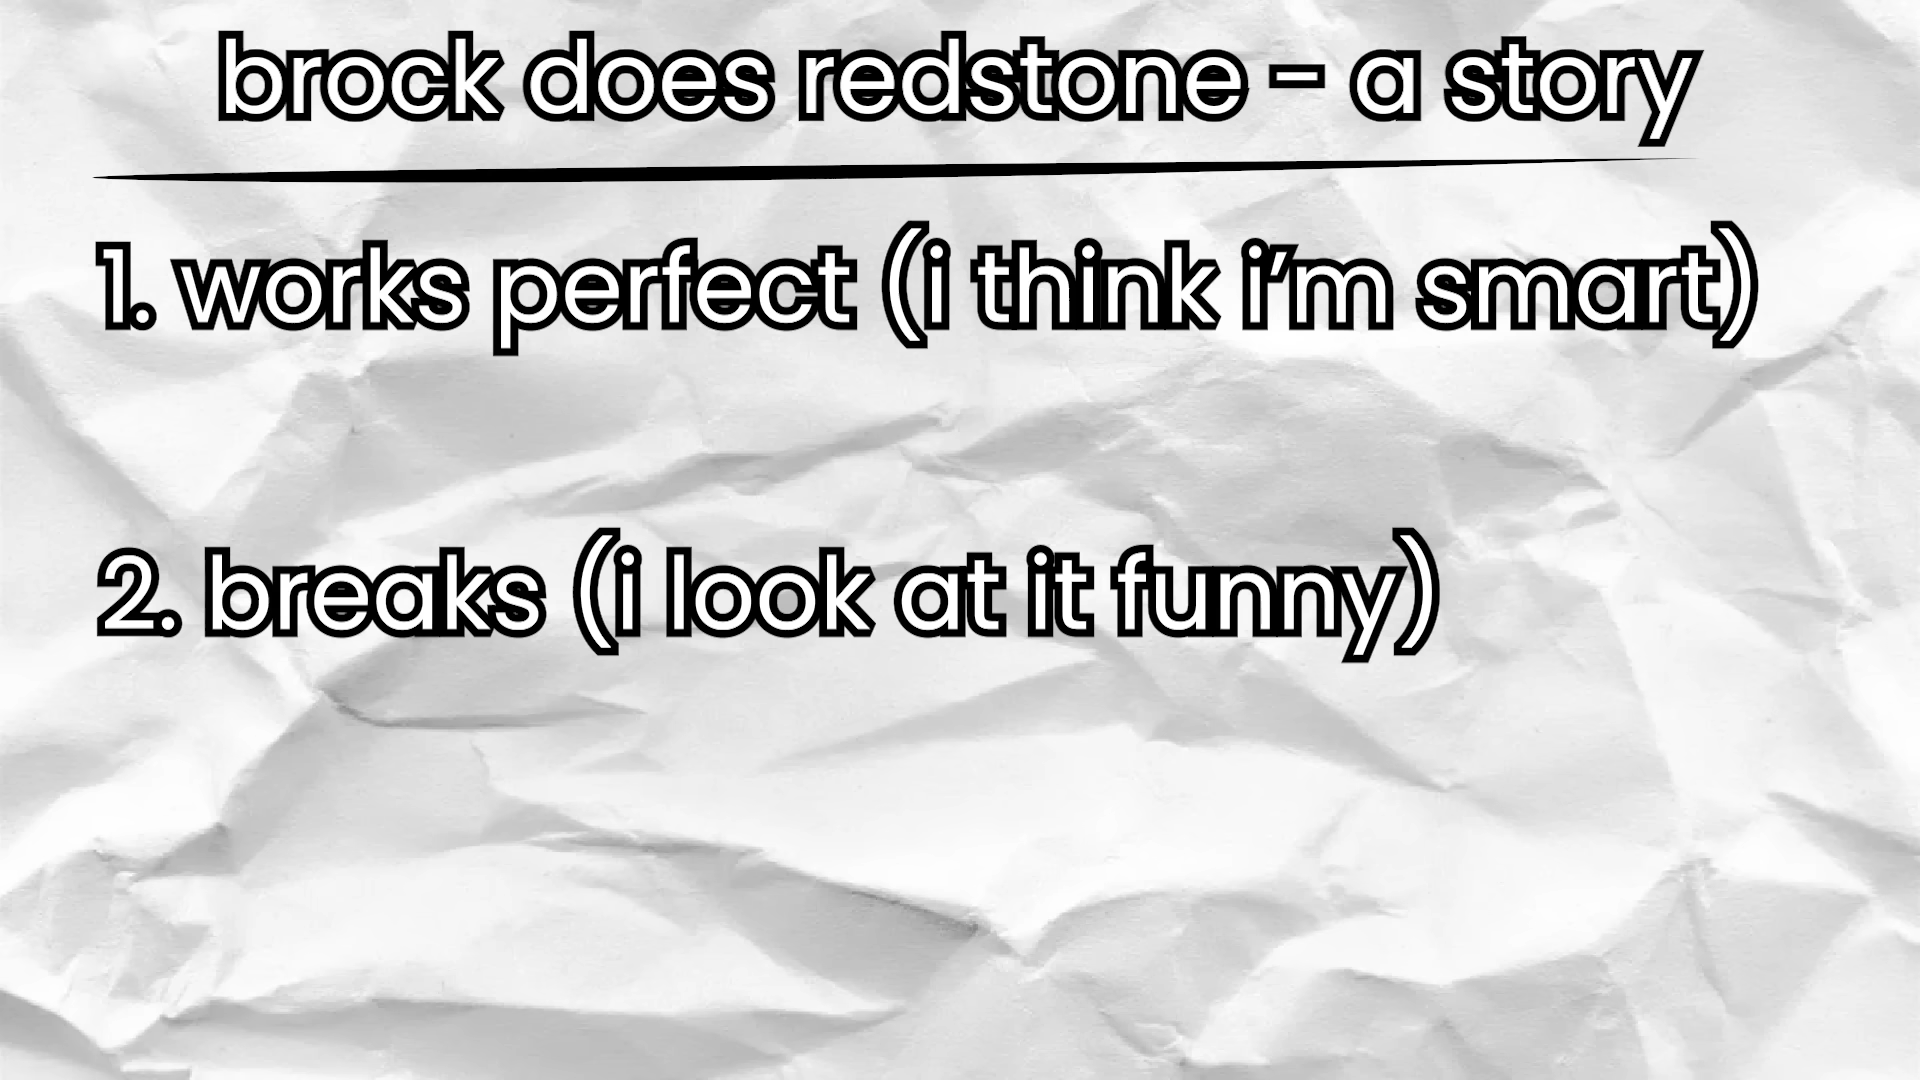 brock does redstone - a story
1. works perfect (i think i'm smart)
2. breaks (i look at it funny)